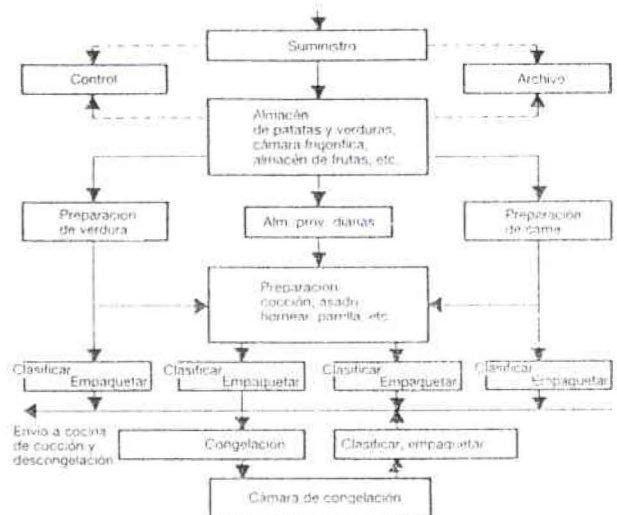 Suministro
Control
Archivo
Almacén
de patatas y verduras,
cámara frigorífica,
almacén de frutas, etc.
Preparación
de verdura
Alm. prov. diarias
Preparación
de carne
Preparación
cocción, asado,
hornear, parrilla, etc.
Clasificar
Empaquetar
Clasificar
Empaquetar
Clasificar
Empaquetar
Clasificar
Empaquetar
Envío a cocina
de cocción y
descongelación
Congelación
Clasificar, empaquetar
Cámara de congelación